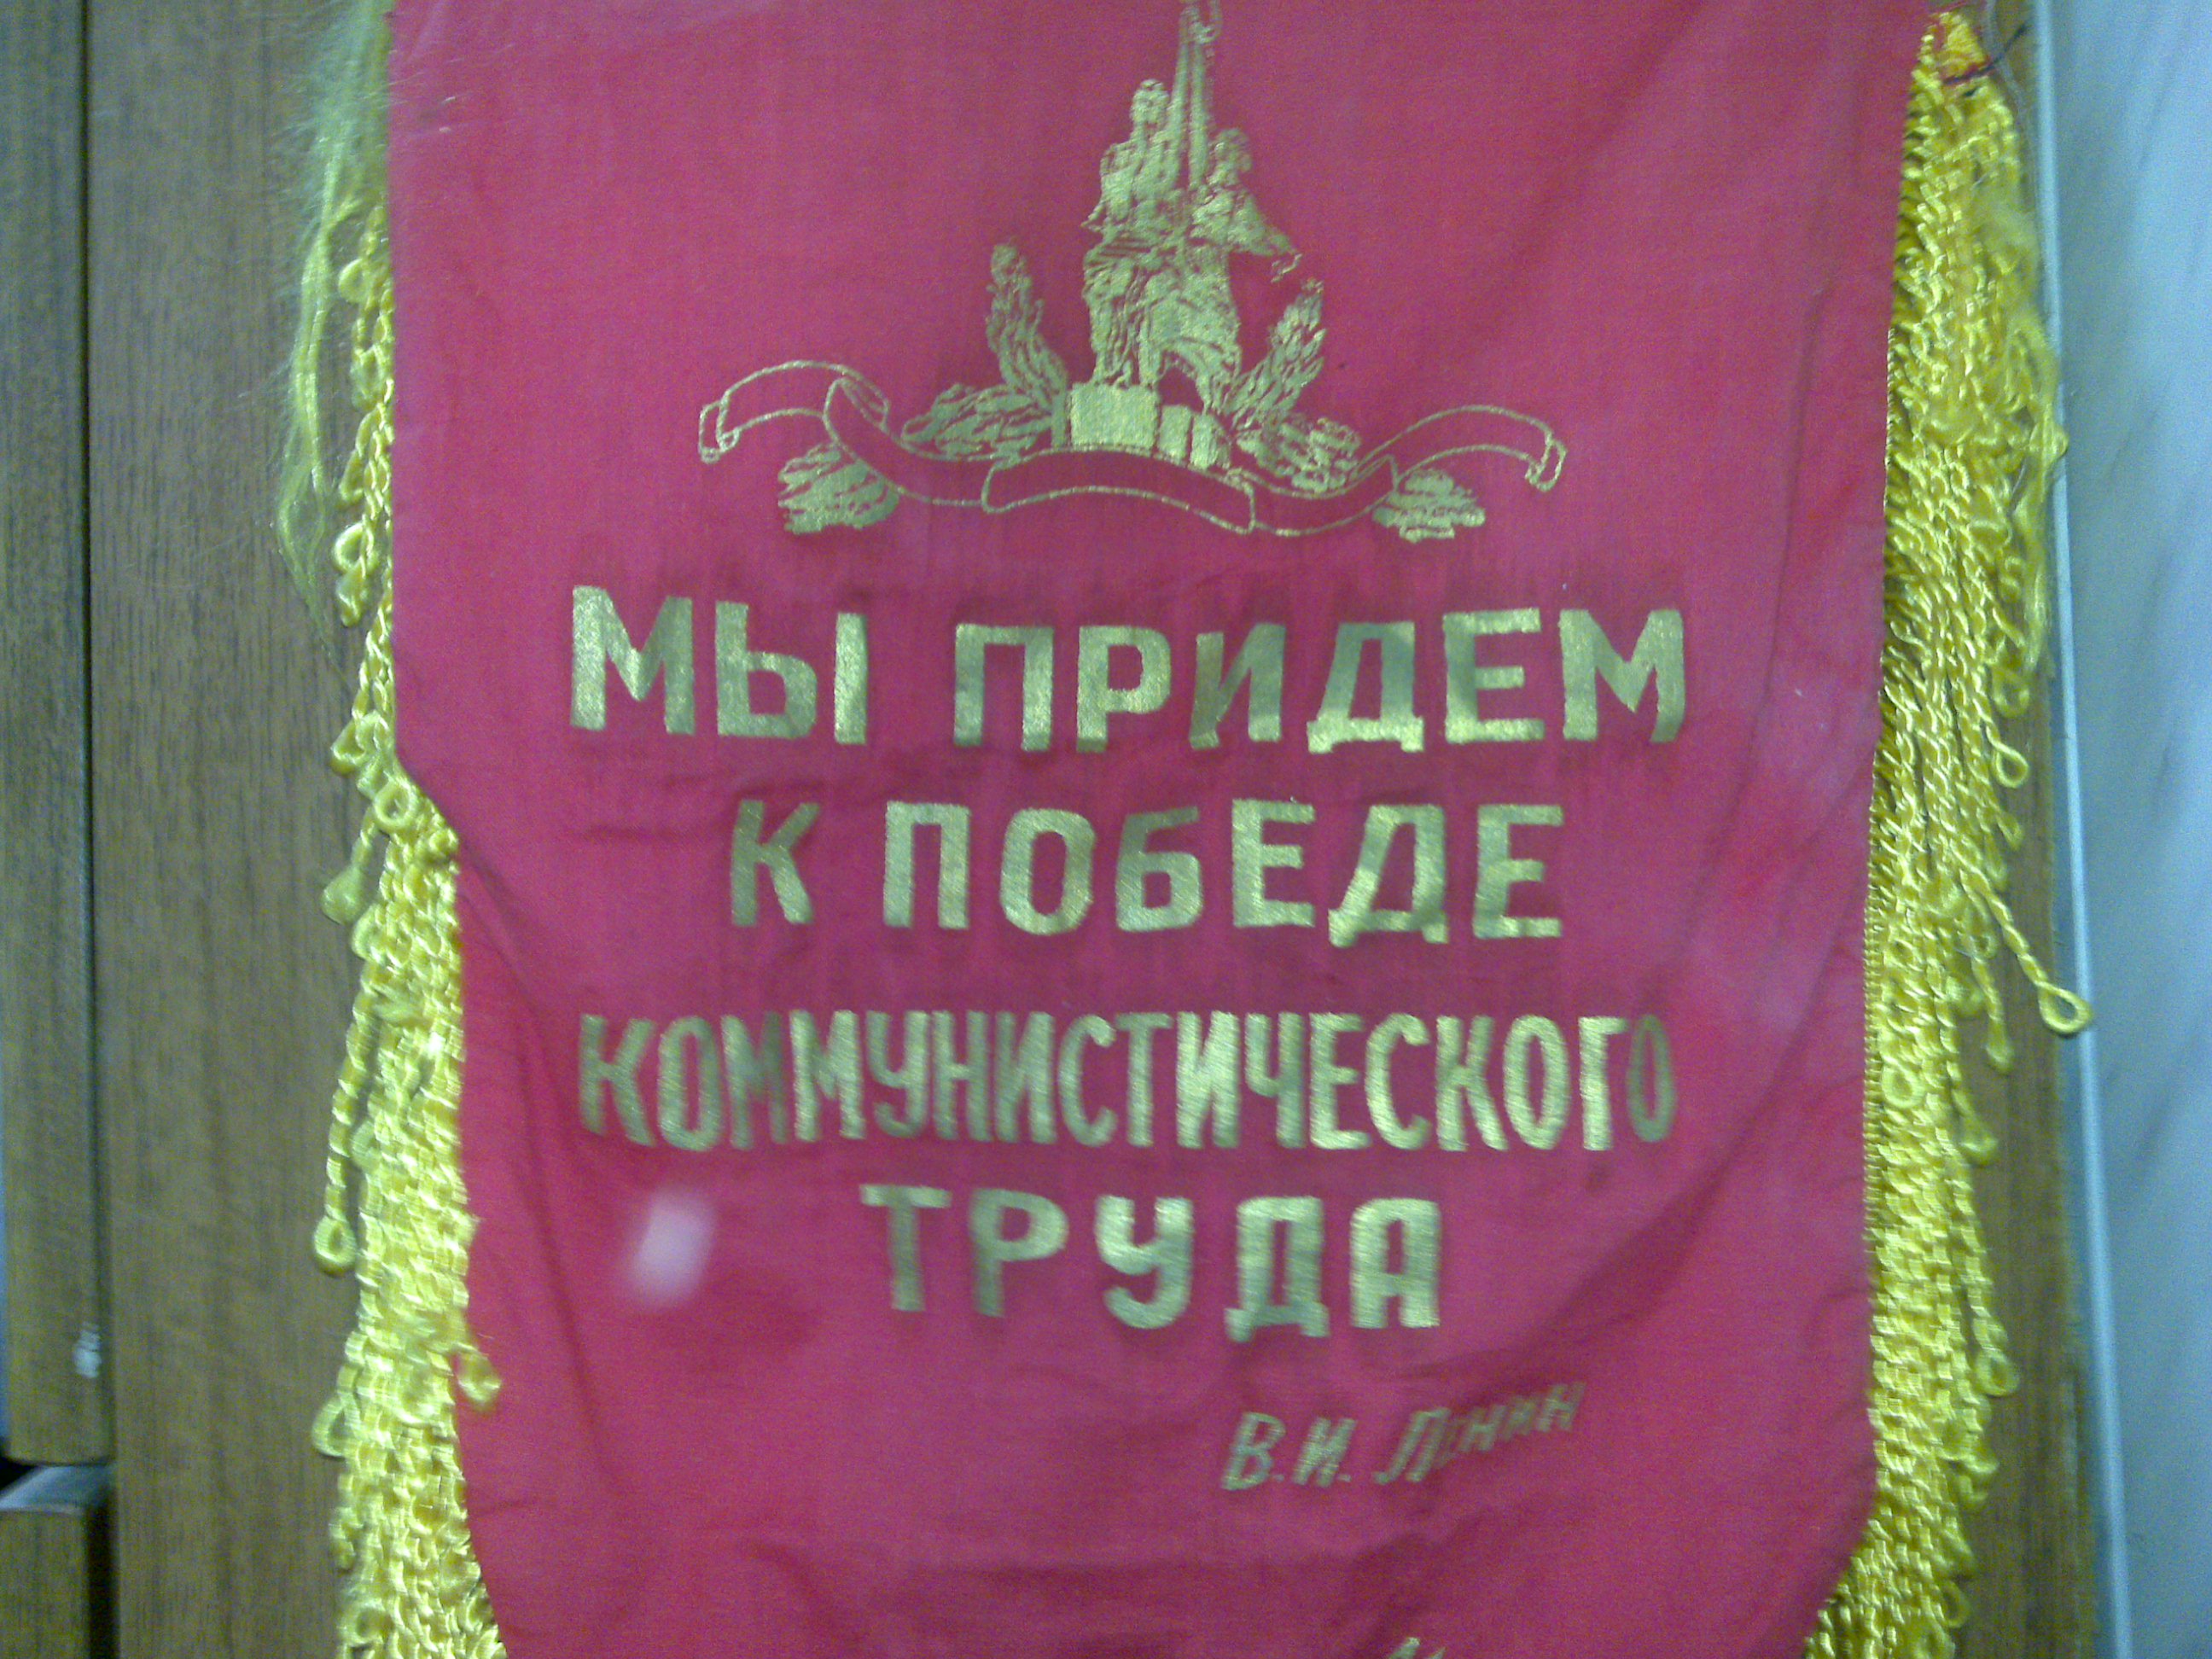 МЫ ПРИДЕМ
К ПОБЕДЕ
КОММУНИСТИЧЕСКОГО
ТРУДА
В.И. Ленин